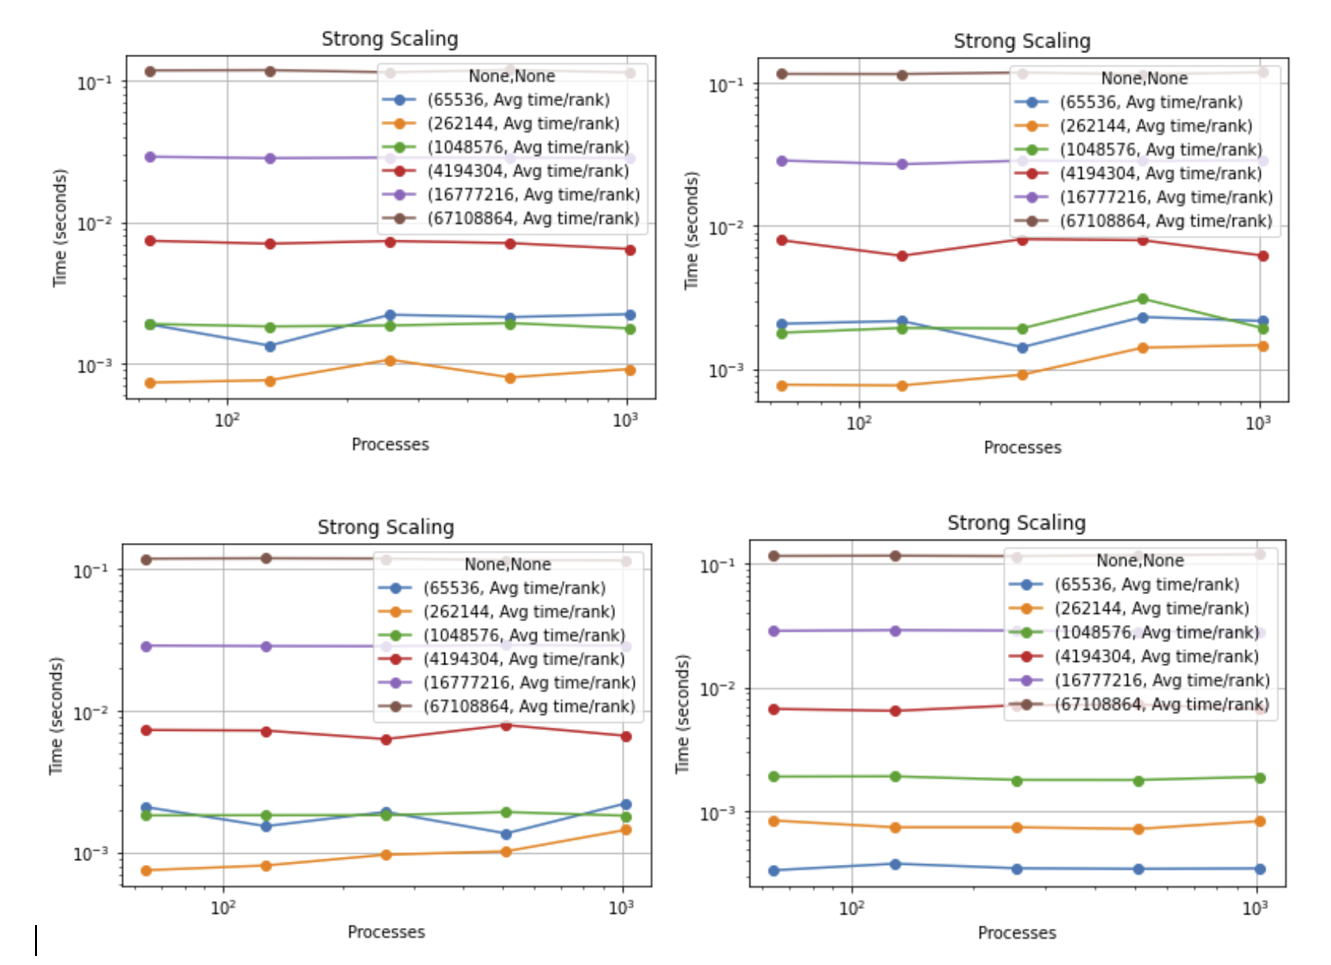 Strong Scaling
None,None
(65536, Avg time/rank)
(262144, Avg time/rank)
(1048576, Avg time/rank)
(4194304, Avg time/rank)
(16777216, Avg time/rank)
(67108864, Avg time/rank)
Time (seconds)
10⁻¹
10⁻²
10⁻³
10²
10³
Processes
Strong Scaling
None,None
(65536, Avg time/rank)
(262144, Avg time/rank)
(1048576, Avg time/rank)
(4194304, Avg time/rank)
(16777216, Avg time/rank)
(67108864, Avg time/rank)
Time (seconds)
10⁻¹
10⁻²
10⁻³
10²
10³
Processes
Strong Scaling
None,None
(65536, Avg time/rank)
(262144, Avg time/rank)
(1048576, Avg time/rank)
(4194304, Avg time/rank)
(16777216, Avg time/rank)
(67108864, Avg time/rank)
Time (seconds)
10⁻¹
10⁻²
10⁻³
10²
10³
Processes
Strong Scaling
None,None
(65536, Avg time/rank)
(262144, Avg time/rank)
(1048576, Avg time/rank)
(4194304, Avg time/rank)
(16777216, Avg time/rank)
(67108864, Avg time/rank)
Time (seconds)
10⁻¹
10⁻²
10⁻³
10²
10³
Processes